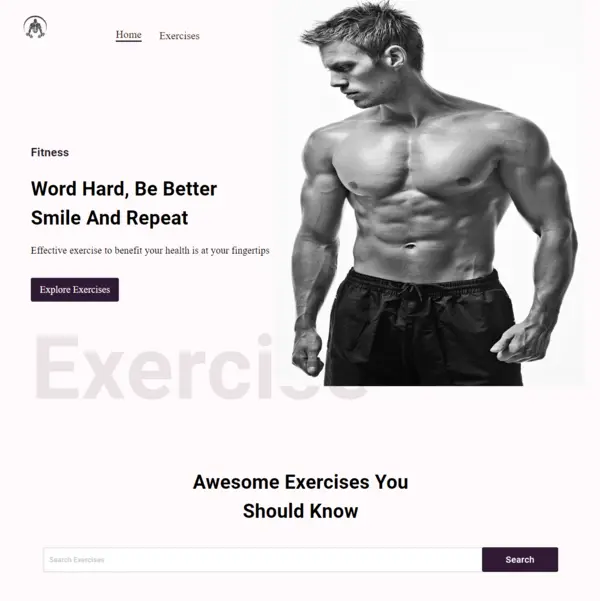 Home
Exercises
Fitness
Word Hard, Be Better
Smile And Repeat
Effective exercise to benefit your health is at your fingertips
Explore Exercises
Exercise
Awesome Exercises You
Should Know
Search Exercises
Search